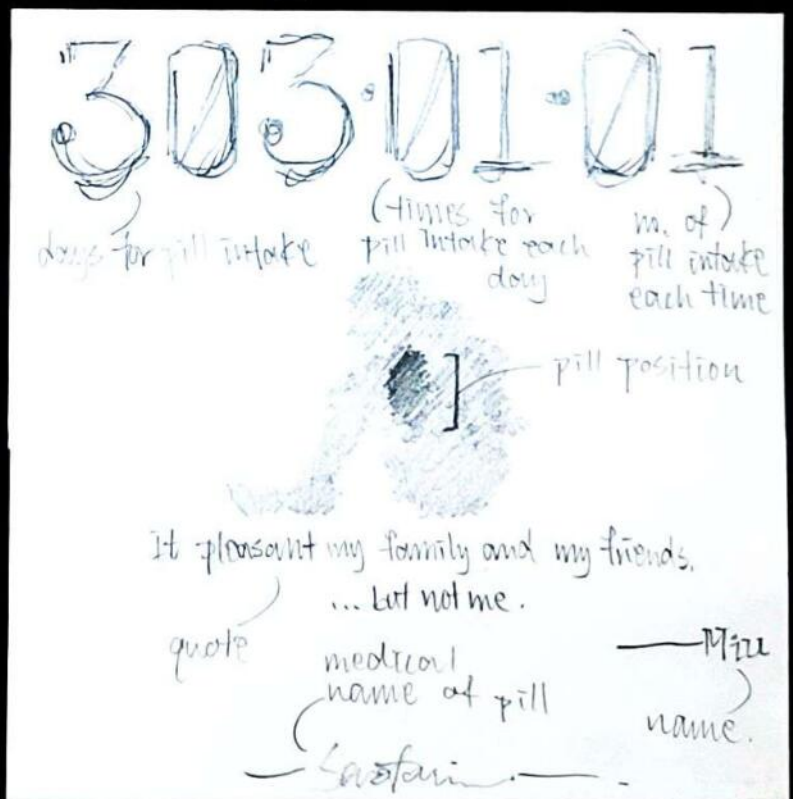 303·01·01
days for pill intake
(times for
pill intake each
day
no. of)
pill intake
each time
pill position
It pleasant my family and my friends.
... but not me.
quote
medical
name of pill
name.